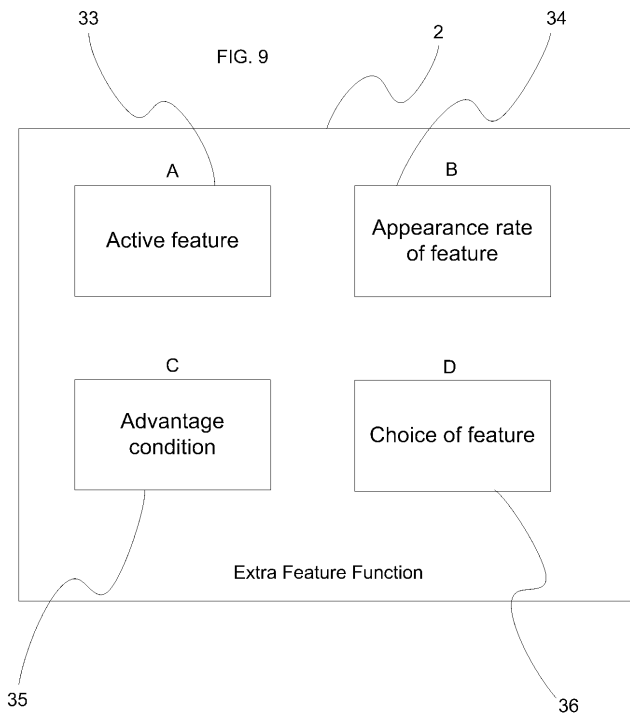 33
2
34
FIG. 9
A
B
Active feature
Appearance rate
of feature
C
D
Advantage
condition
Choice of feature
Extra Feature Function
35
36